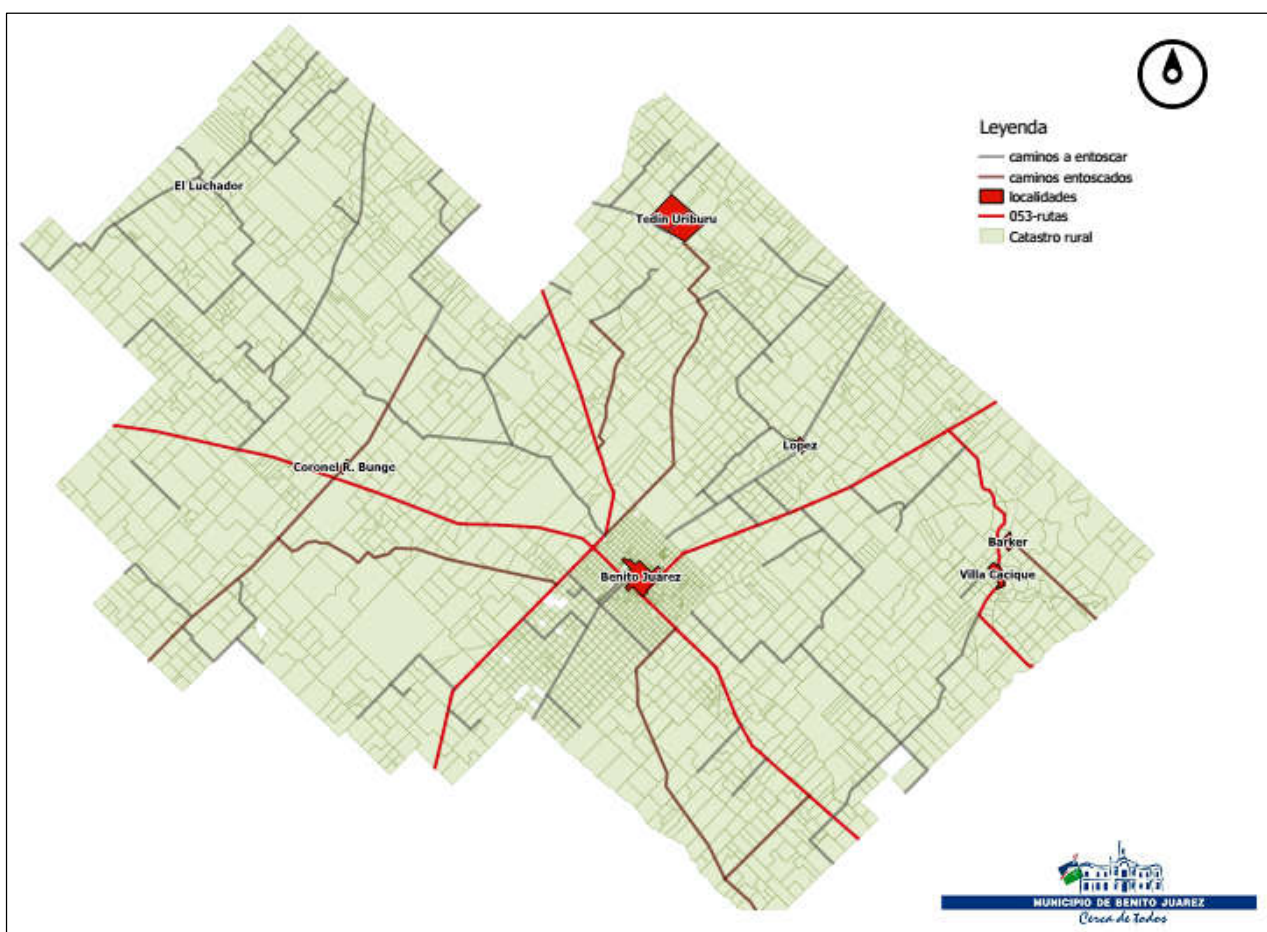 Leyenda
caminos a entoscar
caminos entoscados
localidades
053-rutas
Catastro rural
El Luchador
Tedín Uriburu
Lopez
Coronel R. Bunge
Barker
Villa Cacique
Benito Juárez
MUNICIPIO DE BENITO JUAREZ
Cerca de todos